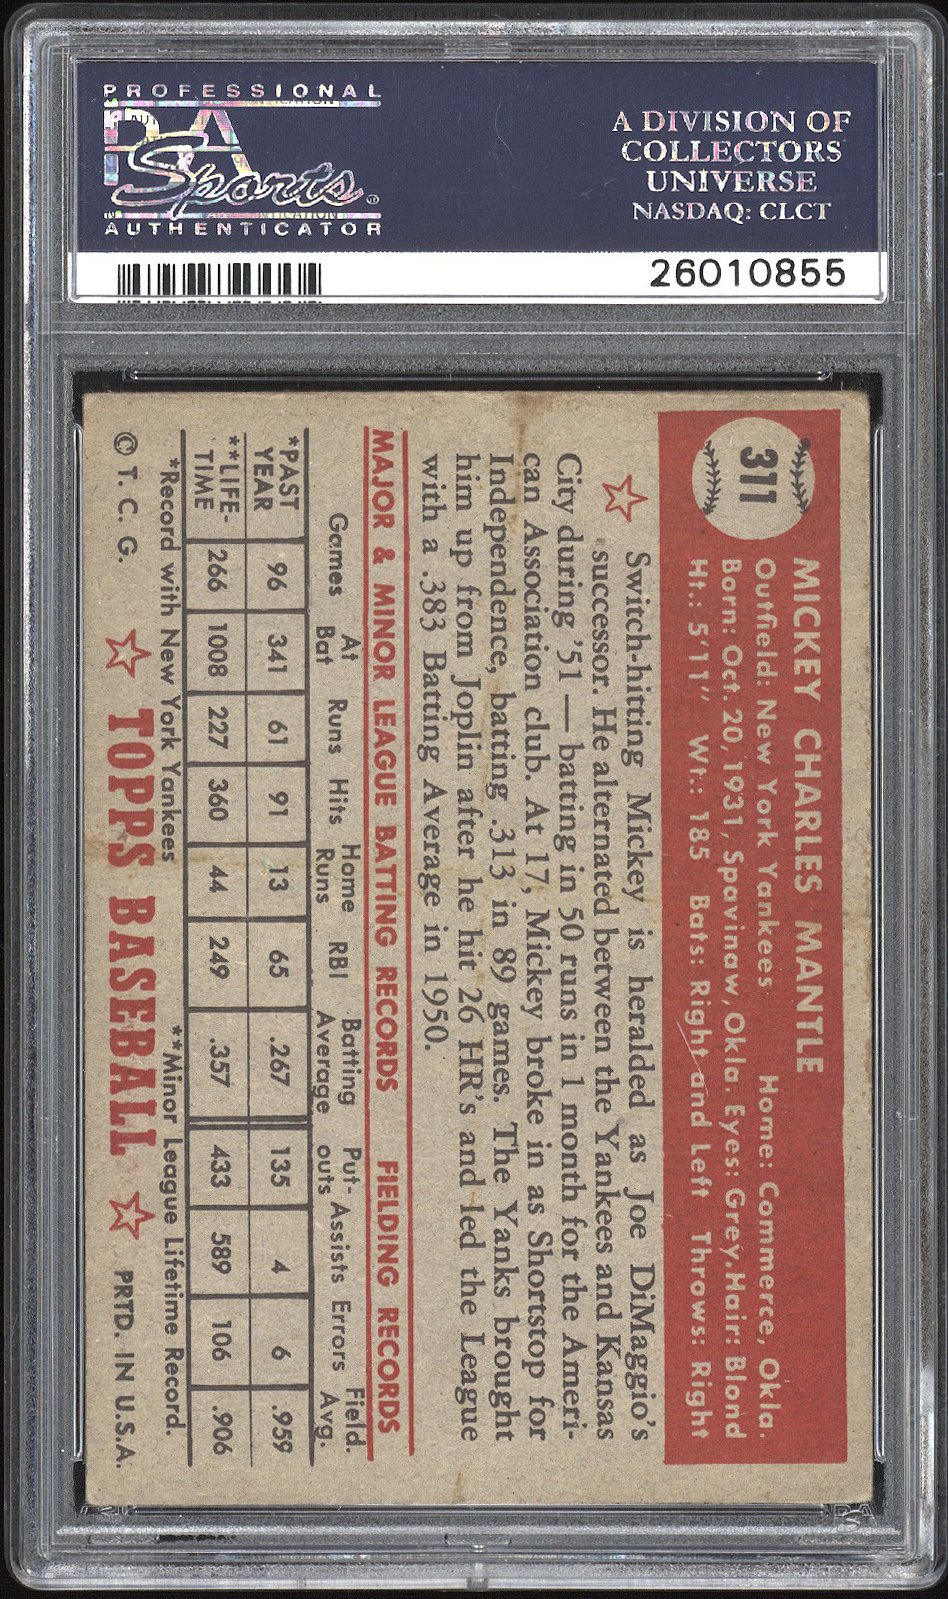 PROFESSIONAL
PSA
Sports
AUTHENTICATOR
A DIVISION OF
COLLECTORS
UNIVERSE
NASDAQ: CLCT
26010855
311
MICKEY CHARLES MANTLE
Outfield: New York Yankees Home: Commerce, Okla.
Born: Oct. 20, 1931, Spavinaw, Okla. Eyes: Grey. Hair: Blond
Ht.: 5'11" Wt.: 185 Bats: Right and Left Throws: Right
Switch-hitting Mickey is heralded as Joe DiMaggio's
successor. He alternated between the Yankees and Kansas
City during '51 — batting in 50 runs in 1 month for the Ameri-
can Association club. At 17, Mickey broke in as Shortstop for
Independence, batting .313 in 89 games. The Yanks brought
him up from Joplin after he hit 26 HR's and led the League
with a .383 Batting Average in 1950.
MAJOR & MINOR LEAGUE BATTING RECORDS FIELDING RECORDS
Games At Bat Runs Hits Home Runs RBI Batting Average Put-outs Assists Errors Field. Avg.
*PAST YEAR 96 341 61 91 13 65 .267 135 4 6 .959
**LIFE-TIME 266 1008 227 360 44 249 .357 433 589 106 .906
*Record with New York Yankees **Minor League Lifetime Record.
© T. C. G. TOPPS BASEBALL PRTD. IN U.S.A.